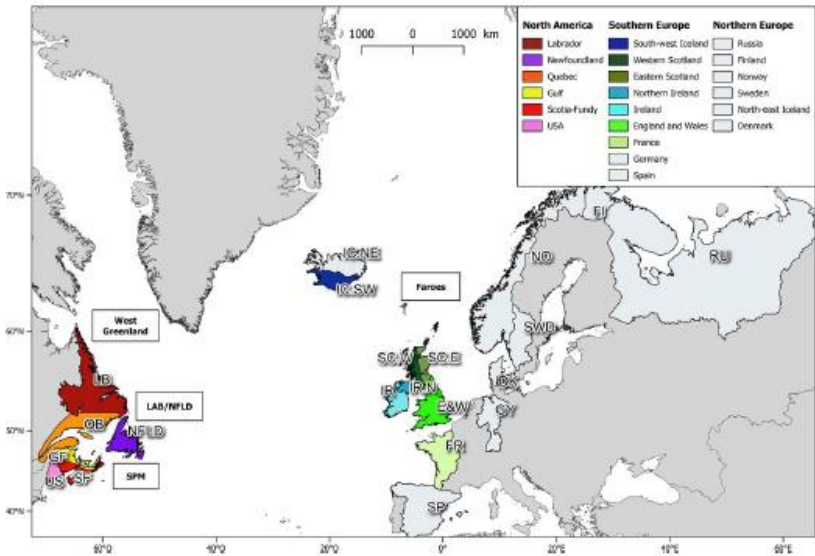 North America
Labrador
Newfoundland
Quebec
Gulf
Scotia-Fundy
USA
Southern Europe
South-west Iceland
Western Scotland
Eastern Scotland
Northern Ireland
Ireland
England and Wales
France
Germany
Spain
Northern Europe
Russia
Finland
Norway
Sweden
North-east Iceland
Denmark
1000 0 1000 km
70°N
60°N
50°N
40°N
60°W
40°W
20°W
0°
20°E
40°E
FI
NO
RU
IC.NE
IC.SW
Faroes
West
Greenland
SWD
SC.W
SC.E
LB
DK
IR
IR.N
LAB/NFLD
E&W
GY
QB
NFLD
FR
GF
SPM
US
SF
SP